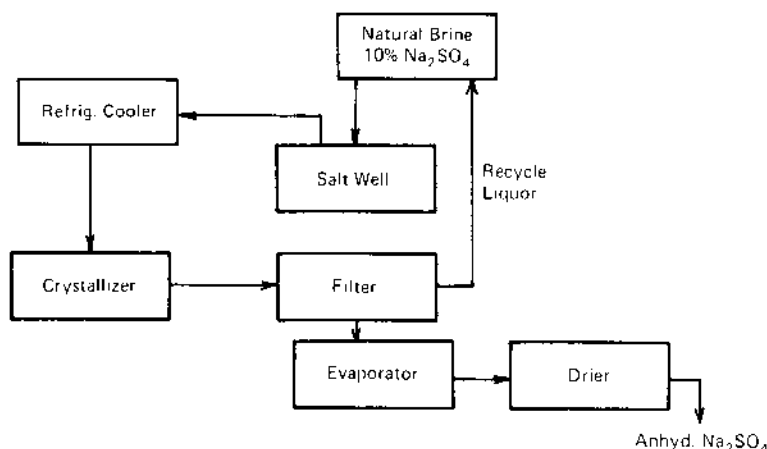 Natural Brine
10% Na₂SO₄
Refrig. Cooler
Salt Well
Recycle
Liquor
Crystallizer
Filter
Evaporator
Drier
Anhyd. Na₂SO₄